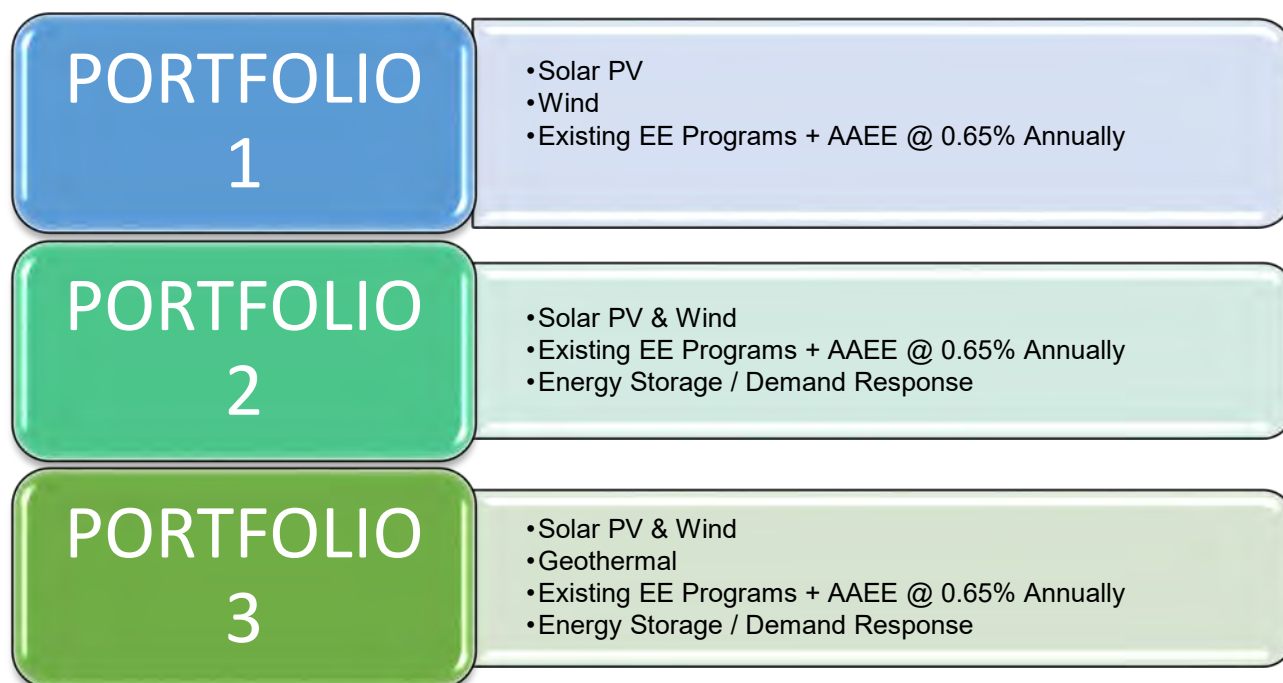 PORTFOLIO
1
•Solar PV
•Wind
•Existing EE Programs + AAEE @ 0.65% Annually
PORTFOLIO
2
•Solar PV & Wind
•Existing EE Programs + AAEE @ 0.65% Annually
•Energy Storage / Demand Response
PORTFOLIO
3
•Solar PV & Wind
•Geothermal
•Existing EE Programs + AAEE @ 0.65% Annually
•Energy Storage / Demand Response